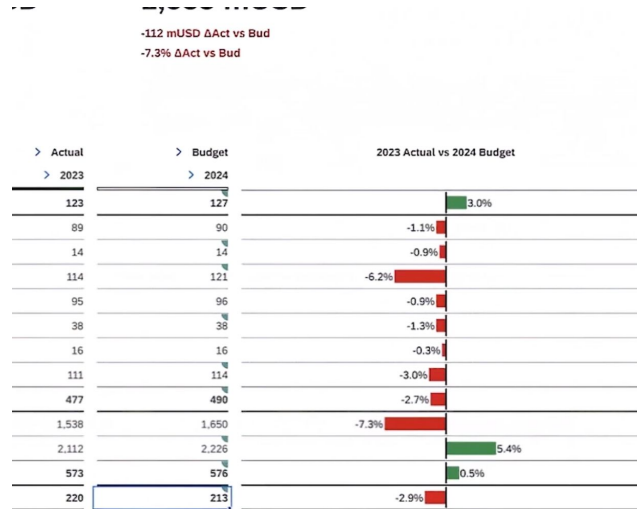 -112 mUSD ΔAct vs Bud
-7.3% ΔAct vs Bud
> Actual > Budget 2023 Actual vs 2024 Budget
> 2023 > 2024
123 127 3.0%
89 90 -1.1%
14 14 -0.9%
114 121 -6.2%
95 96 -0.9%
38 38 -1.3%
16 16 -0.3%
111 114 -3.0%
477 490 -2.7%
1,538 1,650 -7.3%
2,112 2,226 5.4%
573 576 0.5%
220 213 -2.9%